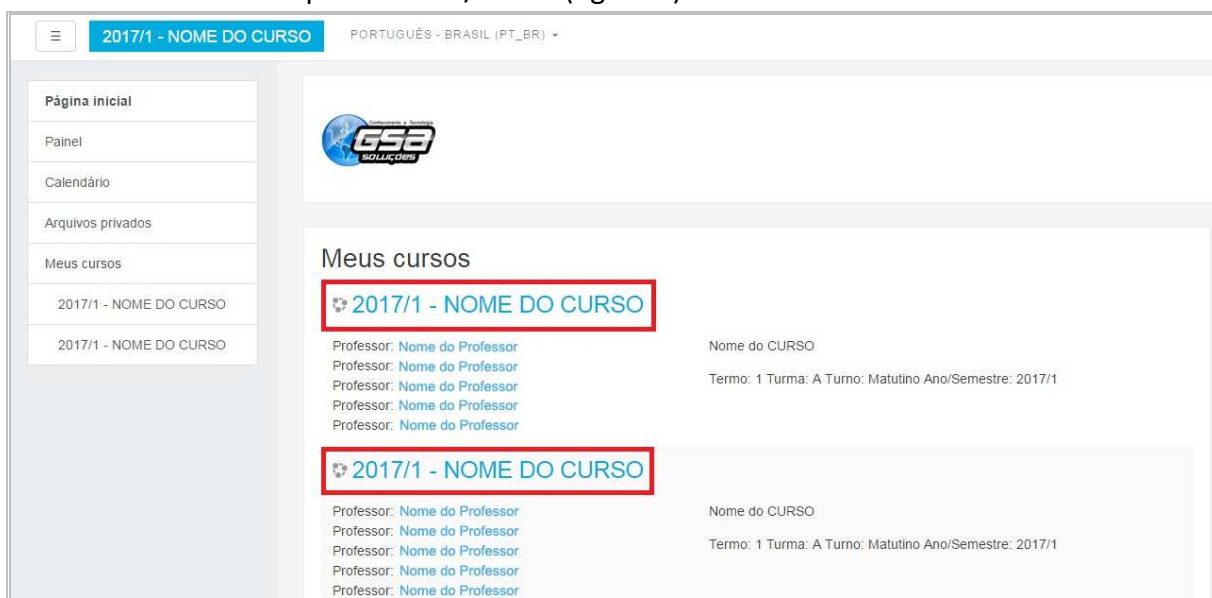 2017/1 - NOME DO CURSO
PORTUGUÊS - BRASIL (PT_BR)
Página inicial
Painel
Calendário
Arquivos privados
Meus cursos
2017/1 - NOME DO CURSO
2017/1 - NOME DO CURSO
Conhecimento e Tecnologia
GSA
SOLUÇÕES
Meus cursos
2017/1 - NOME DO CURSO
Professor: Nome do Professor
Professor: Nome do Professor
Professor: Nome do Professor
Professor: Nome do Professor
Professor: Nome do Professor
Nome do CURSO
Termo: 1 Turma: A Turno: Matutino Ano/Semestre: 2017/1
2017/1 - NOME DO CURSO
Professor: Nome do Professor
Professor: Nome do Professor
Professor: Nome do Professor
Professor: Nome do Professor
Professor: Nome do Professor
Nome do CURSO
Termo: 1 Turma: A Turno: Matutino Ano/Semestre: 2017/1